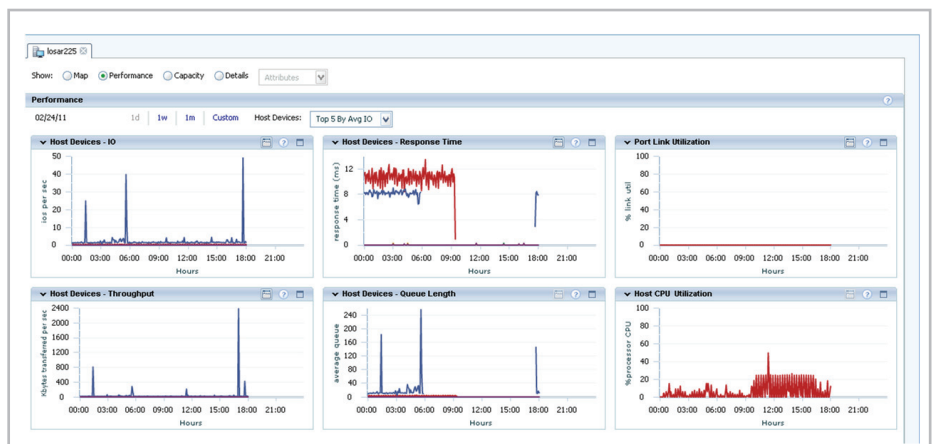 losar225
Show: Map Performance Capacity Details Attributes
Performance
02/24/11 1d 1w 1m Custom Host Devices: Top 5 By Avg IO
Host Devices - IO
50
40
30
20
10
0
Ios per sec
00:00 03:00 06:00 09:00 12:00 15:00 18:00 21:00
Hours
Host Devices - Response Time
12
8
4
0
response time (ms)
00:00 03:00 06:00 09:00 12:00 15:00 18:00 21:00
Hours
Port Link Utilization
100
80
60
40
20
0
% link util
00:00 03:00 06:00 09:00 12:00 15:00 18:00 21:00
Hours
Host Devices - Throughput
2400
2000
1600
1200
800
400
0
Kbytes transferred per sec
00:00 03:00 06:00 09:00 12:00 15:00 18:00 21:00
Hours
Host Devices - Queue Length
240
200
160
120
80
40
0
average queue
00:00 03:00 06:00 09:00 12:00 15:00 18:00 21:00
Hours
Host CPU Utilization
100
80
60
40
20
0
%processor CPU
00:00 03:00 06:00 09:00 12:00 15:00 18:00 21:00
Hours